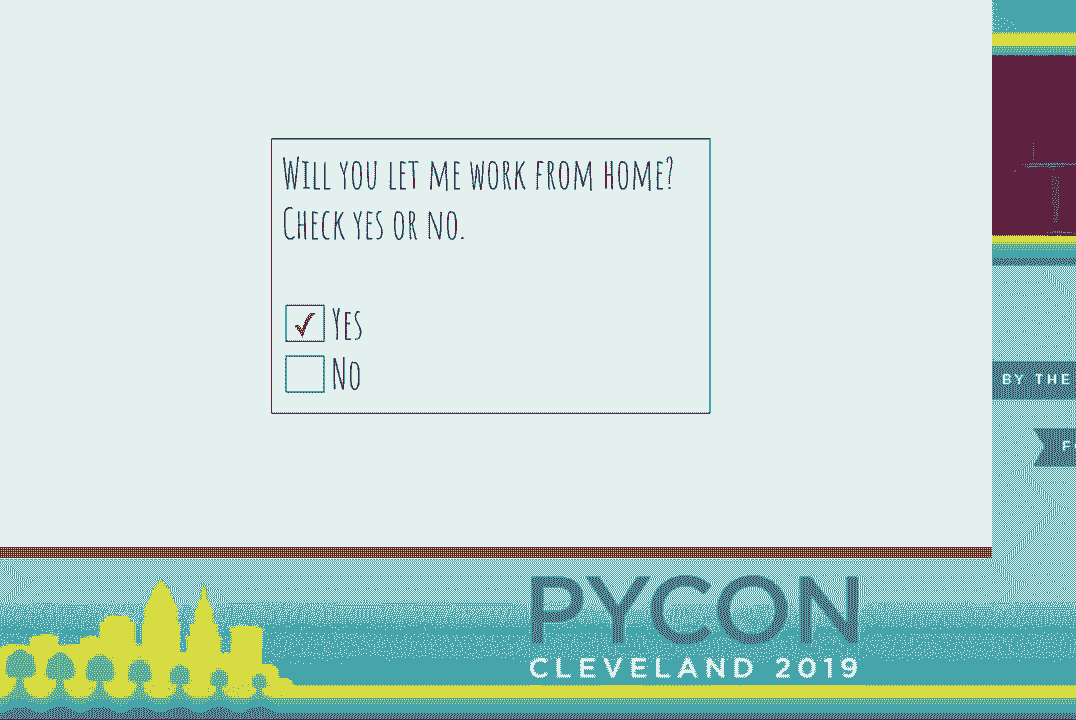 Will you let me work from home?
Check yes or no.
✓ Yes
No
BY THE
PYCON
CLEVELAND 2019